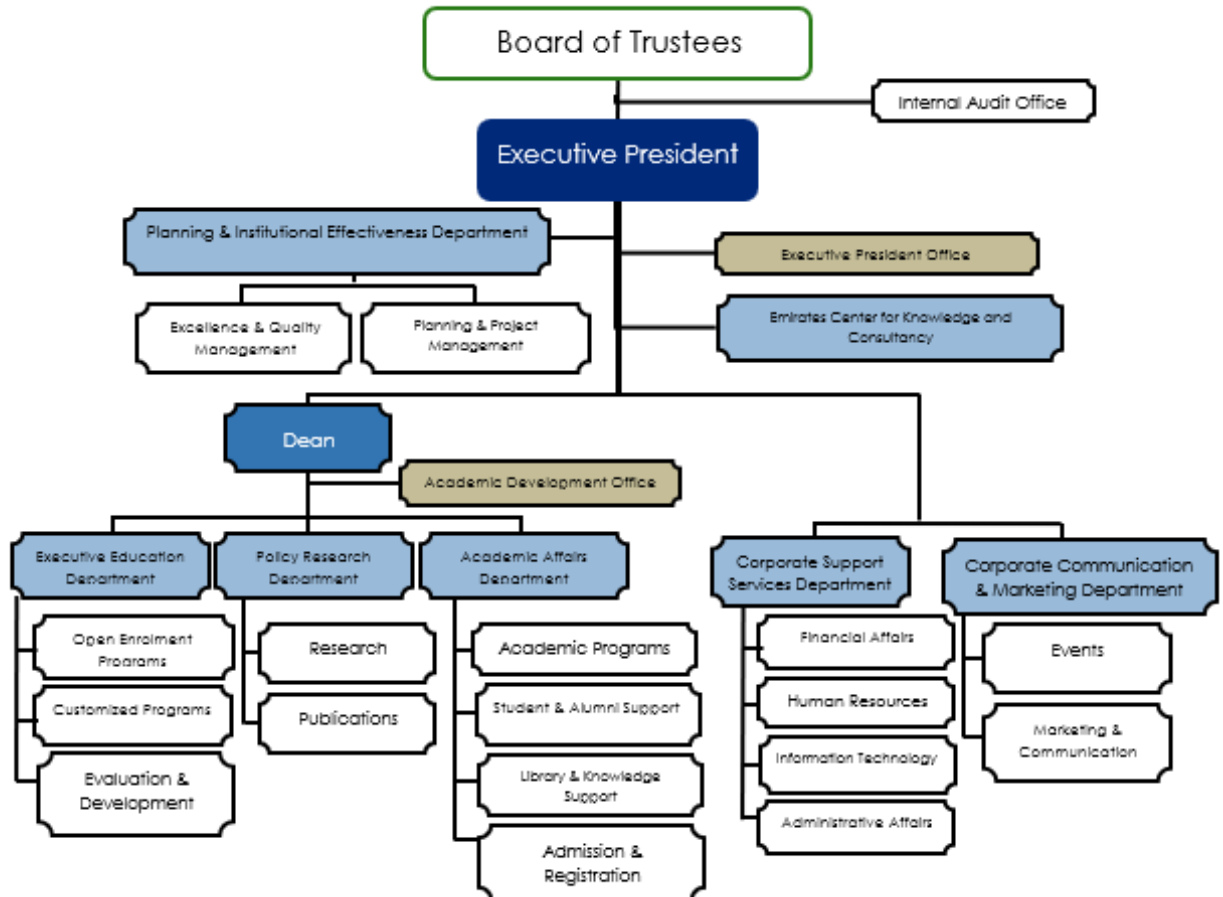 Board of Trustees
Internal Audit Office
Executive President
Planning & Institutional Effectiveness Department
Executive President Office
Excellence & Quality
Management
Planning & Project
Management
Emirates Center for Knowledge and
Consultancy
Dean
Academic Development Office
Executive Education
Department
Policy Research
Department
Academic Affairs
Department
Corporate Support
Services Department
Corporate Communication
& Marketing Department
Open Enrolment
Programs
Customized Programs
Evaluation &
Development
Research
Publications
Academic Programs
Student & Alumni Support
Library & Knowledge
Support
Admission &
Registration
Financial Affairs
Human Resources
Information Technology
Administrative Affairs
Events
Marketing &
Communication